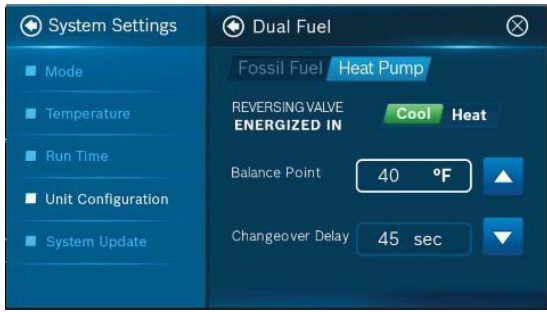 System Settings
Mode
Temperature
Run Time
Unit Configuration
System Update
Dual Fuel
Fossil Fuel Heat Pump
REVERSING VALVE
ENERGIZED IN
Cool Heat
Balance Point
40 ºF
Changeover Delay
45 sec